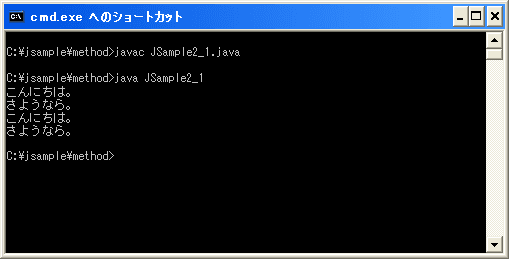 cmd.exe へのショートカット
C:¥jsample¥method>javac JSample2_1.java
C:¥jsample¥method>java JSample2_1
こんにちは。
さようなら。
こんにちは。
さようなら。
C:¥jsample¥method>